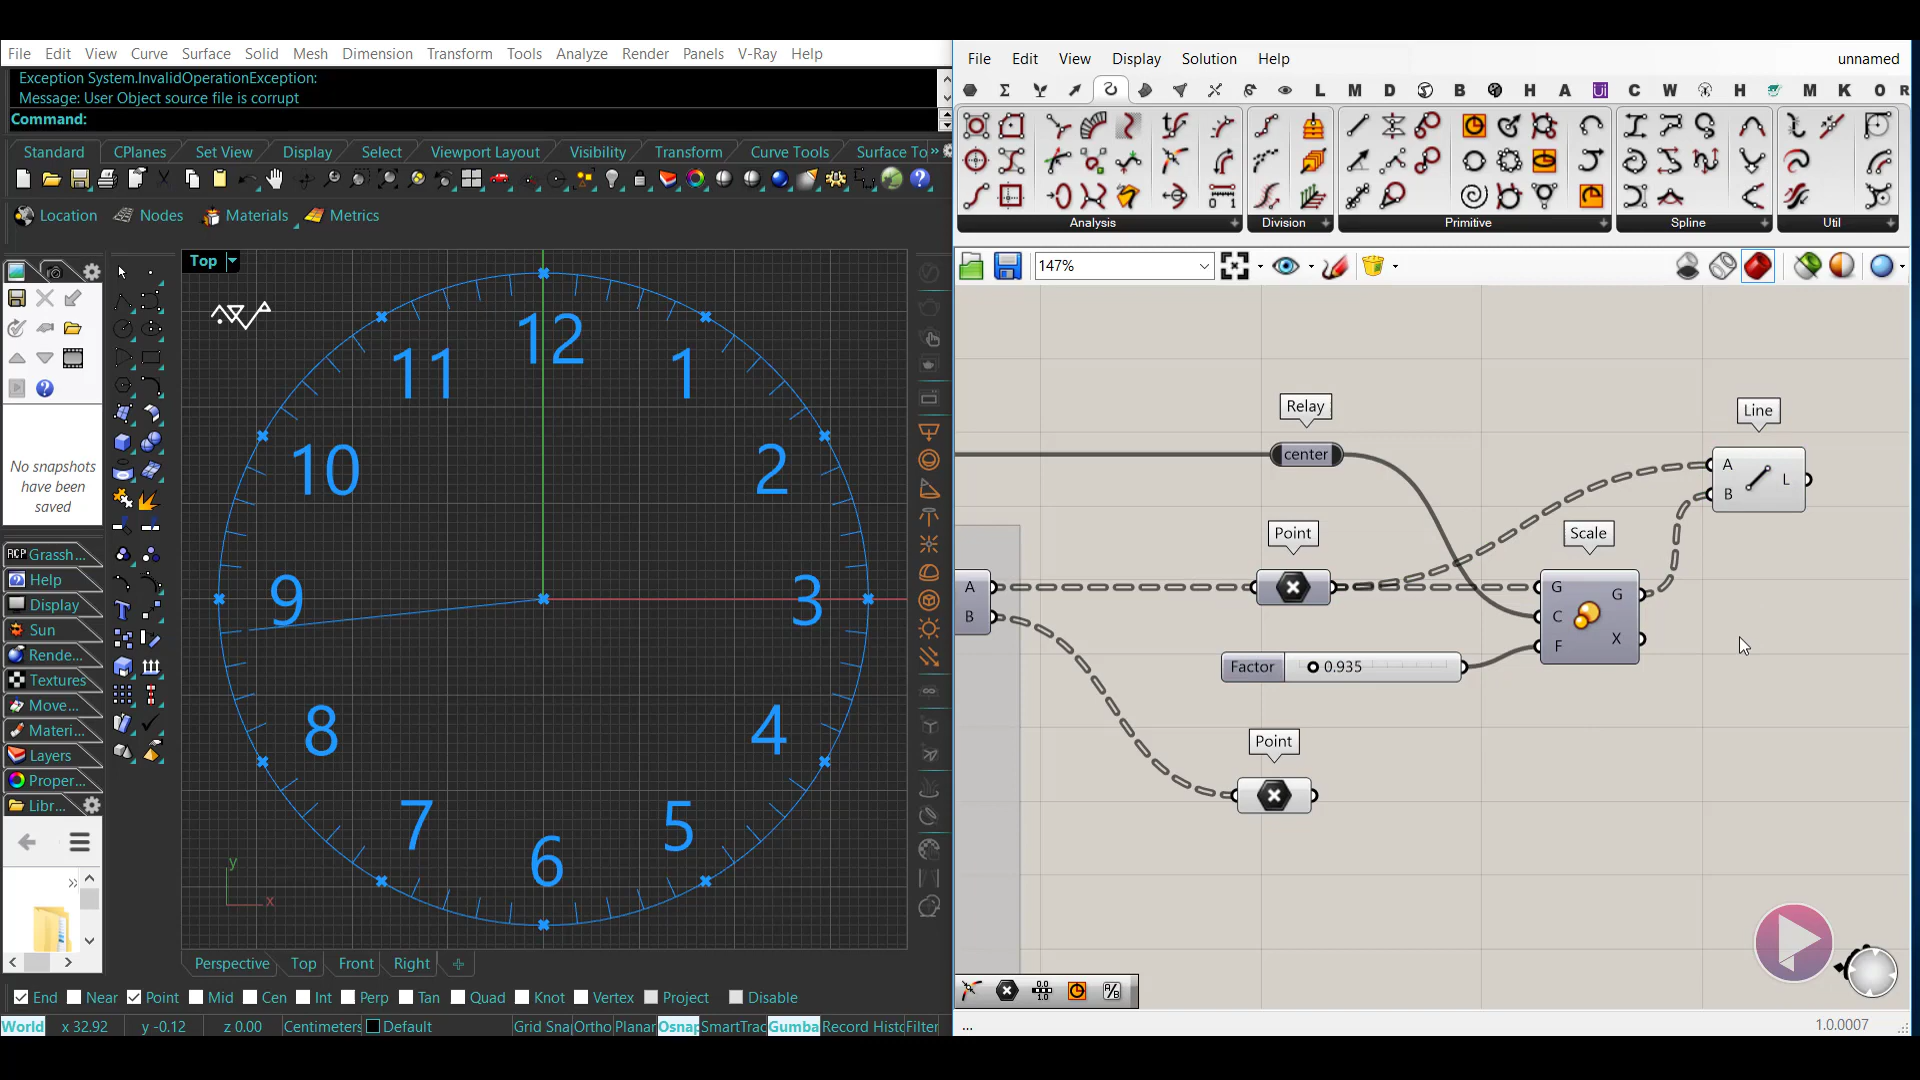 File Edit View Curve Surface Solid Mesh Dimension Transform Tools Analyze Render Panels V-Ray Help
Exception System.InvalidOperationException:
Message: User Object source file is corrupt
Command:
Standard CPlanes Set View Display Select Viewport Layout Visibility Transform Curve Tools Surface To »
Location Nodes Materials Metrics
Top
No snapshots
have been
saved
RCP Grassh...
Help
Display
Sun
Rende...
Textures
Move...
Materi...
Layers
Proper...
Libr...
»
12
1
2
3
4
5
6
7
8
9
10
11
y
x
Perspective Top Front Right
End Near Point Mid Cen Int Perp Tan Quad Knot Vertex Project Disable
World x 32.92 y -0.12 z 0.00 Centimeters Default Grid Sna Ortho Planar Osnap SmartTrac Gumba Record Histo Filter
File Edit View Display Solution Help unnamed
L M D B H A C W H M K O R
Analysis Division Primitive Spline Util
147%
Relay
center
Line
A
B
L
Point
Scale
G
C
F
G
X
A
B
Factor 0.935
Point
... 1.0.0007